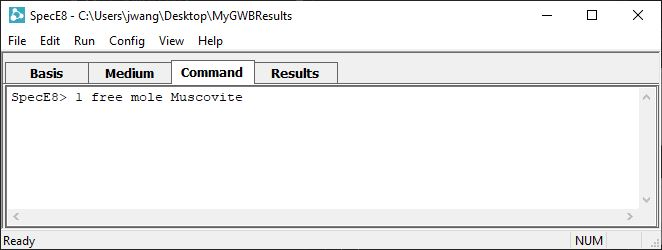 SpecE8 - C:\Users\jwang\Desktop\MyGWBResults
File Edit Run Config View Help
Basis Medium Command Results
SpecE8> 1 free mole Muscovite
Ready NUM